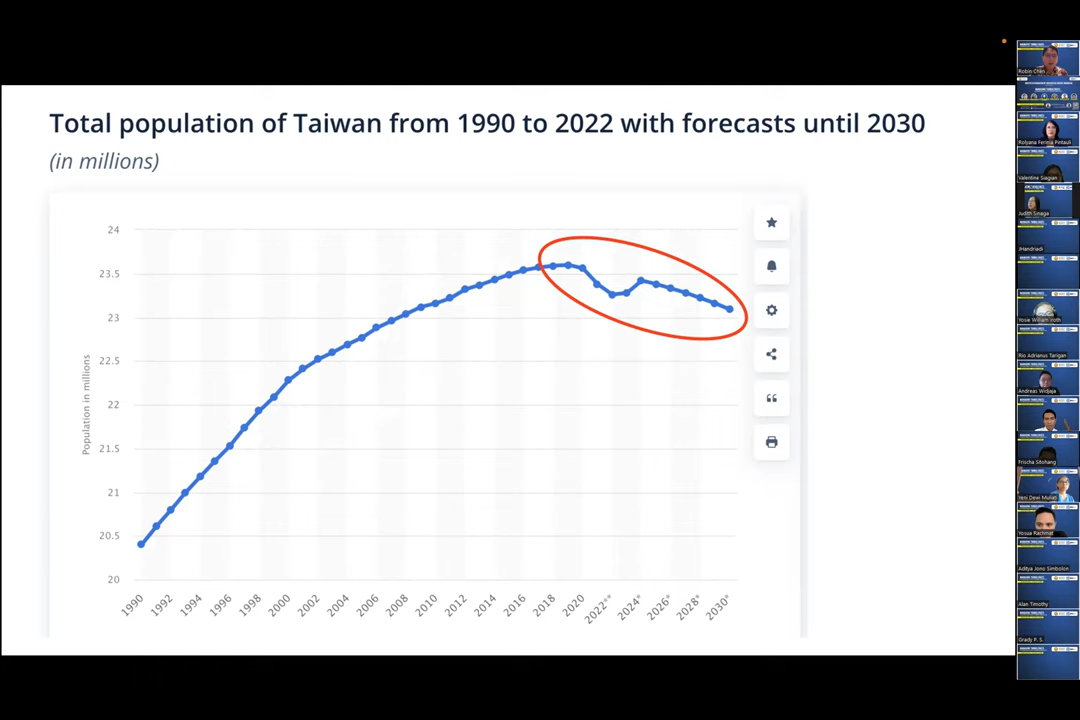 Total population of Taiwan from 1990 to 2022 with forecasts until 2030
(in millions)
24
23.5
23
22.5
22
21.5
21
20.5
20
Population in millions
1990
1992
1994
1996
1998
2000
2002
2004
2006
2008
2010
2012
2014
2016
2018
2020
2022**
2024*
2026*
2028*
2030*
Robin Chen
Rolyana Ferinia Pintauli
Valentine Siagian
Judith Sinaga
JHandriadi
Yosie William Iroth
Rio Adrianus Tarigan
Andreas Widjaja
Frischa Sitohang
Yeni Dewi Muliati
Yosua Rachmat
Aditya Jono Simbolon
Alan Timothy
Grady P. S.